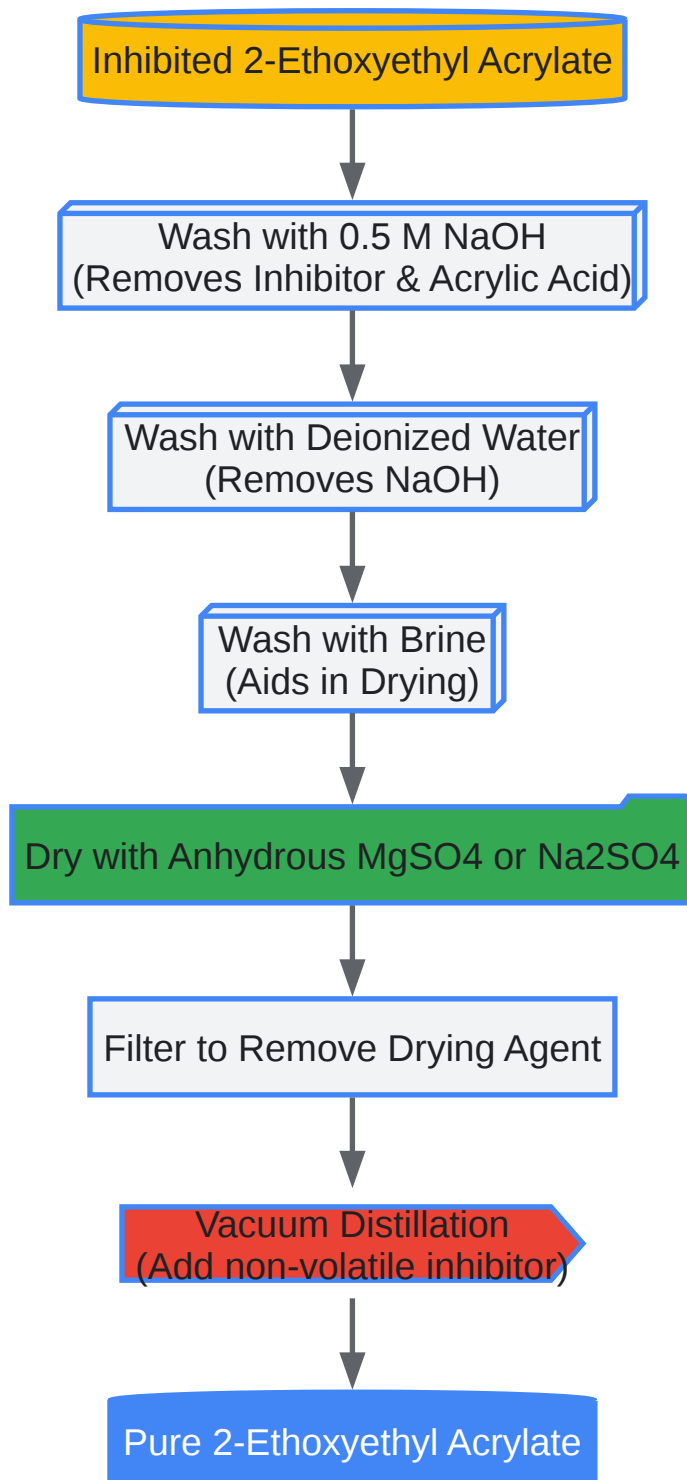 Inhibited 2-Ethoxyethyl Acrylate
Wash with 0.5 M NaOH
(Removes Inhibitor & Acrylic Acid)
Wash with Deionized Water
(Removes NaOH)
Wash with Brine
(Aids in Drying)
Dry with Anhydrous MgSO4 or Na2SO4
Filter to Remove Drying Agent
Vacuum Distillation
(Add non-volatile inhibitor)
Pure 2-Ethoxyethyl Acrylate